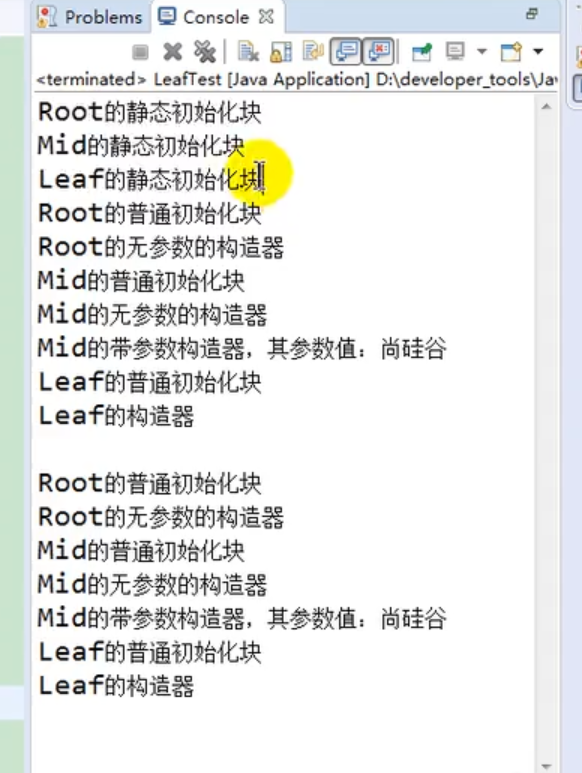 Problems Console
<terminated> LeafTest [Java Application] D:\developer_tools\Ja
Root的静态初始化块
Mid的静态初始化块
Leaf的静态初始化块
Root的普通初始化块
Root的无参数的构造器
Mid的普通初始化块
Mid的无参数的构造器
Mid的带参数构造器，其参数值：尚硅谷
Leaf的普通初始化块
Leaf的构造器
Root的普通初始化块
Root的无参数的构造器
Mid的普通初始化块
Mid的无参数的构造器
Mid的带参数构造器，其参数值：尚硅谷
Leaf的普通初始化块
Leaf的构造器